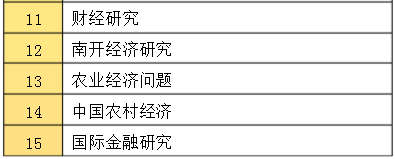 11 财经研究
12 南开经济研究
13 农业经济问题
14 中国农村经济
15 国际金融研究